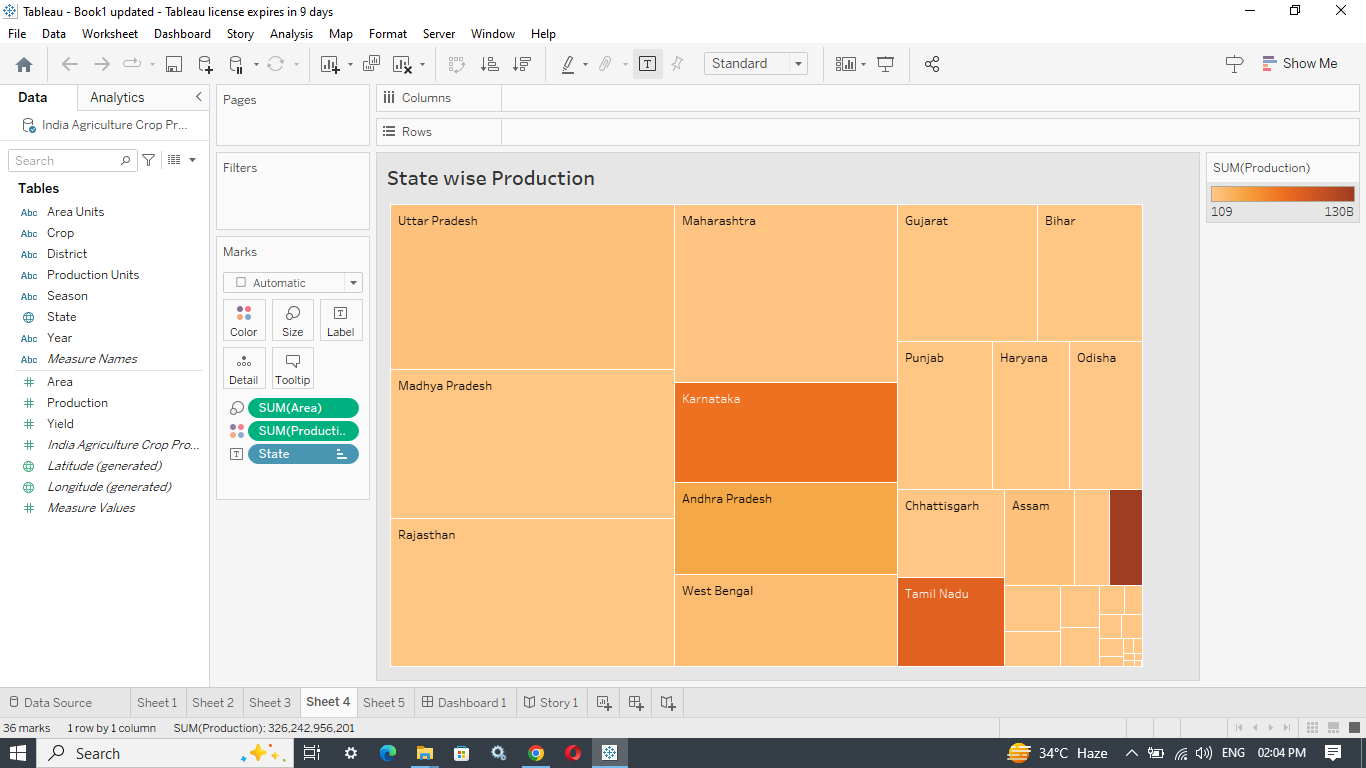 Tableau - Book1 updated - Tableau license expires in 9 days
File Data Worksheet Dashboard Story Analysis Map Format Server Window Help
Standard
Show Me
Data Analytics
India Agriculture Crop Pr...
Search
Tables
Abc Area Units
Abc Crop
Abc District
Abc Production Units
Abc Season
State
Abc Year
Abc Measure Names
Area
Production
Yield
India Agriculture Crop Pro...
Latitude (generated)
Longitude (generated)
Measure Values
Pages
Filters
Marks
Automatic
Color Size Label
Detail Tooltip
SUM(Area)
SUM(Producti..
State
Columns
Rows
State wise Production
Uttar Pradesh
Maharashtra
Gujarat
Bihar
Punjab
Haryana
Odisha
Madhya Pradesh
Karnataka
Andhra Pradesh
Chhattisgarh
Assam
Rajasthan
West Bengal
Tamil Nadu
SUM(Production)
109 130B
Data Source Sheet 1 Sheet 2 Sheet 3 Sheet 4 Sheet 5 Dashboard 1 Story 1
36 marks 1 row by 1 column SUM(Production): 326,242,956,201
Search
34°C Haze ENG 02:04 PM